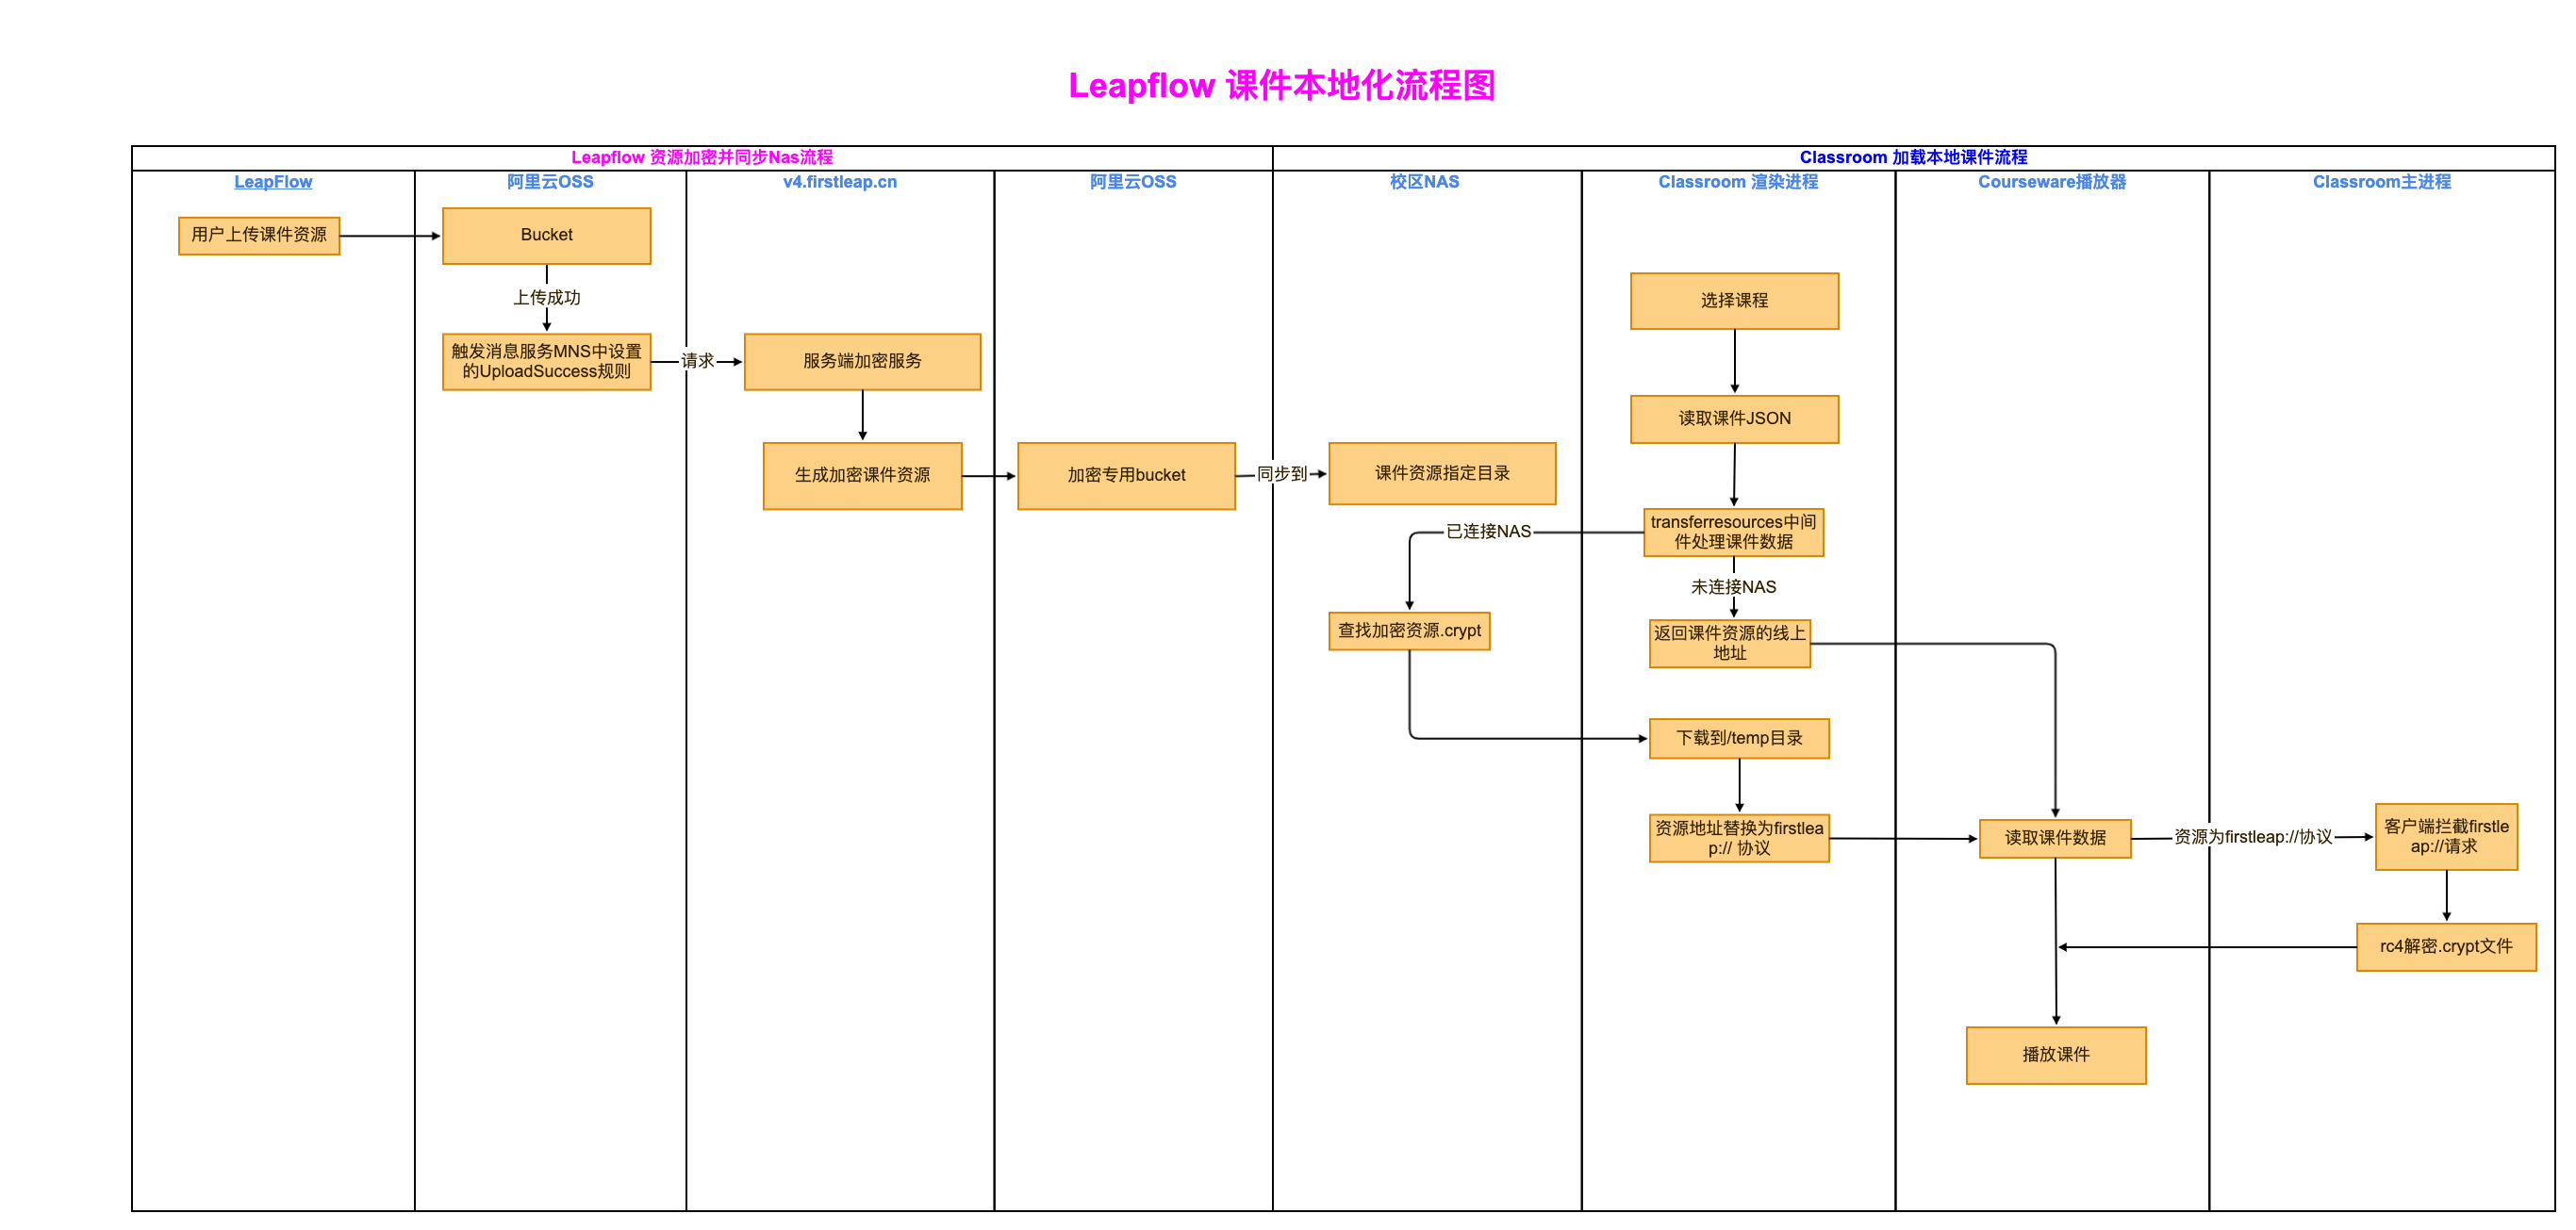 Leapflow 课件本地化流程图
Leapflow 资源加密并同步Nas流程
Classroom 加载本地课件流程
LeapFlow
阿里云OSS
v4.firstleap.cn
阿里云OSS
校区NAS
Classroom 渲染进程
Courseware播放器
Classroom主进程
用户上传课件资源
Bucket
上传成功
触发消息服务MNS中设置
的UploadSuccess规则
请求
服务端加密服务
生成加密课件资源
加密专用bucket
同步到
课件资源指定目录
选择课程
读取课件JSON
transferresources中间
件处理课件数据
已连接NAS
未连接NAS
查找加密资源.crypt
返回课件资源的线上
地址
下载到/temp目录
资源地址替换为firstlea
p:// 协议
读取课件数据
资源为firstleap://协议
客户端拦截firstle
ap://请求
rc4解密.crypt文件
播放课件